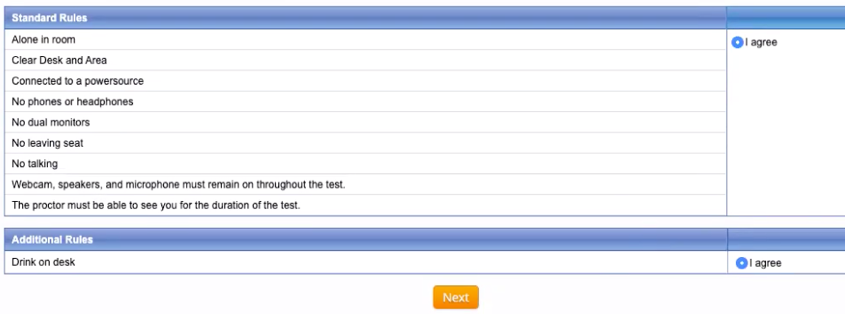 Standard Rules
Alone in room
I agree
Clear Desk and Area
Connected to a powersource
No phones or headphones
No dual monitors
No leaving seat
No talking
Webcam, speakers, and microphone must remain on throughout the test.
The proctor must be able to see you for the duration of the test.
Additional Rules
Drink on desk
I agree
Next